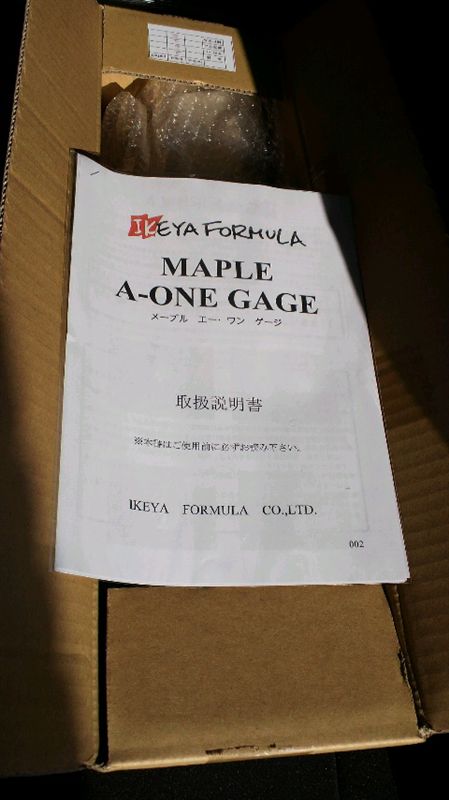 IKEYA FORMULA
MAPLE
A-ONE GAGE
メープル エー・ワン ゲージ
取扱説明書
※本書はご使用前に必ずお読み下さい。
IKEYA FORMULA CO.,LTD.
002